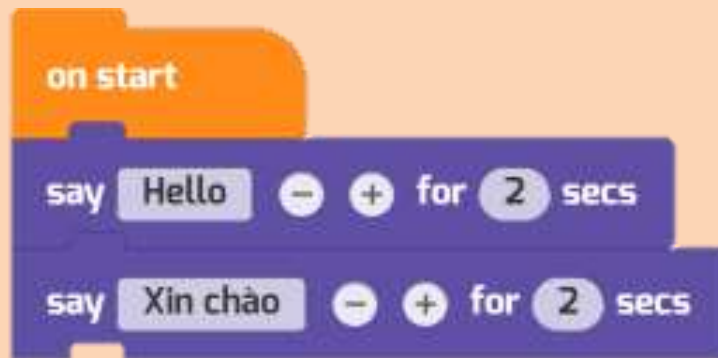 on start
say Hello − + for 2 secs
say Xin chào − + for 2 secs